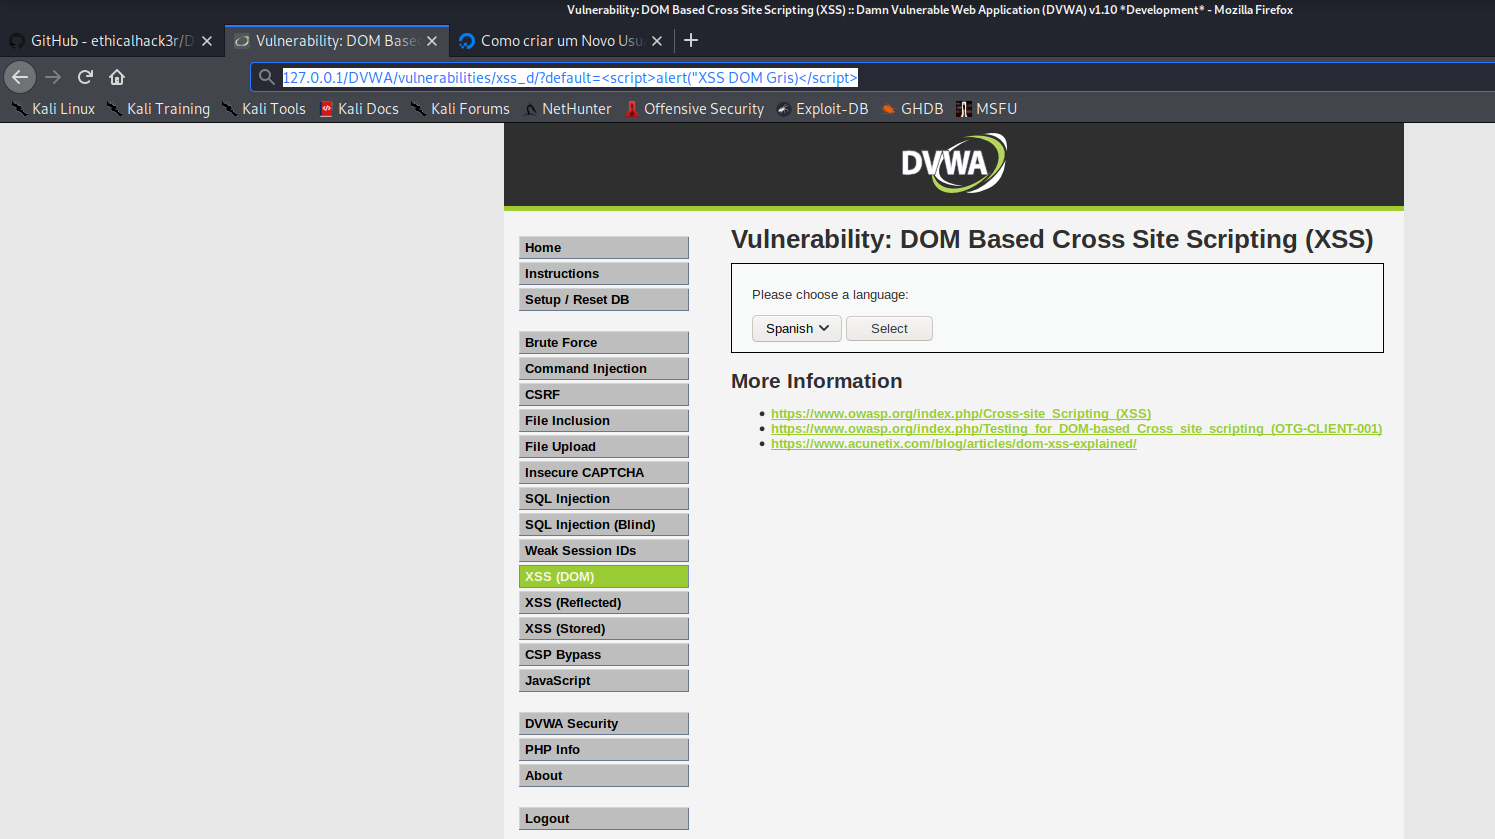 Vulnerability: DOM Based Cross Site Scripting (XSS) :: Damn Vulnerable Web Application (DVWA) v1.10 *Development* - Mozilla Firefox
GitHub - ethicalhack3r/D
Vulnerability: DOM Base
Como criar um Novo Usu
127.0.0.1/DVWA/vulnerabilities/xss_d/?default=<script>alert("XSS DOM Gris)</script>
Kali Linux Kali Training Kali Tools Kali Docs Kali Forums NetHunter Offensive Security Exploit-DB GHDB MSFU
DVWA
Home
Instructions
Setup / Reset DB
Brute Force
Command Injection
CSRF
File Inclusion
File Upload
Insecure CAPTCHA
SQL Injection
SQL Injection (Blind)
Weak Session IDs
XSS (DOM)
XSS (Reflected)
XSS (Stored)
CSP Bypass
JavaScript
DVWA Security
PHP Info
About
Logout
Vulnerability: DOM Based Cross Site Scripting (XSS)
Please choose a language:
Spanish Select
More Information
https://www.owasp.org/index.php/Cross-site_Scripting_(XSS)
https://www.owasp.org/index.php/Testing_for_DOM-based_Cross_site_scripting_(OTG-CLIENT-001)
https://www.acunetix.com/blog/articles/dom-xss-explained/